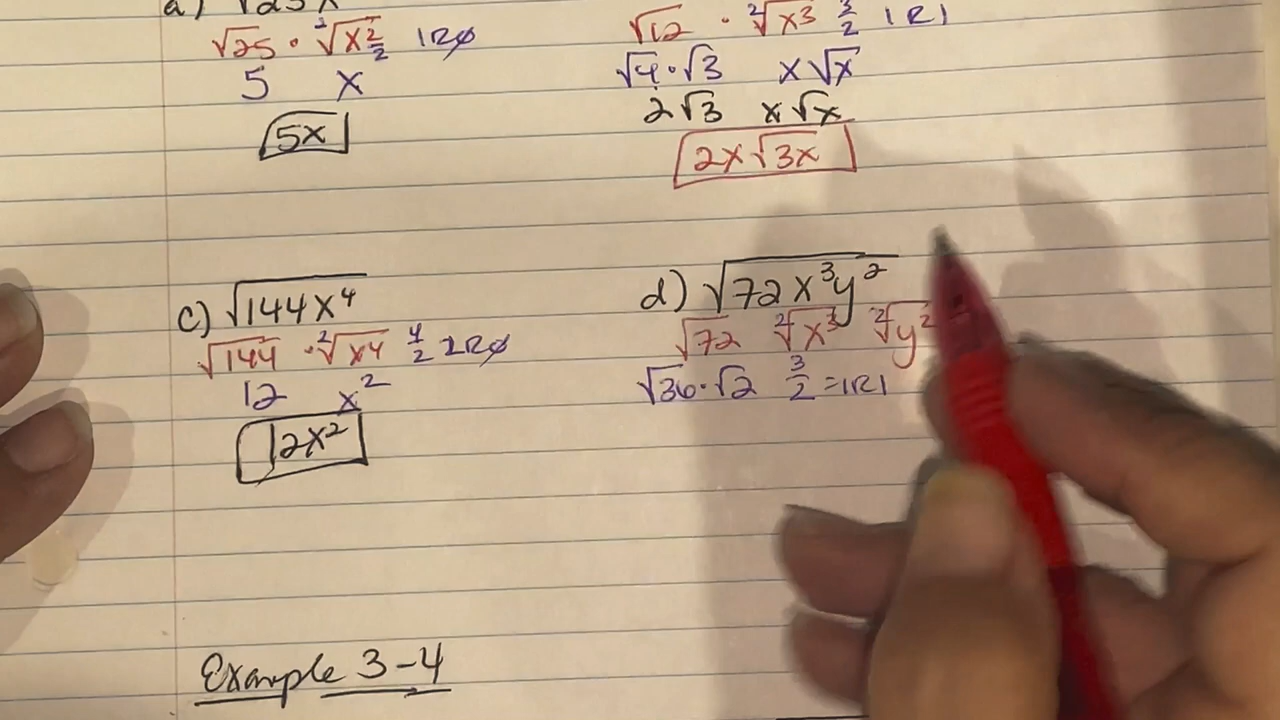 a) √25x
√25 · ²√x² 2/2 1R0
5 x
5x
√12 · ²√x³ 3/2 1R1
√4·√3 x√x
2√3 x√x
2x√3x
c) √144x⁴
√144 · ²√x⁴ 4/2 2R0
12 x²
12x²
d) √72x³y²
√72 ²√x³ ²√y²
√36·√2 3/2 =1R1
Example 3-4